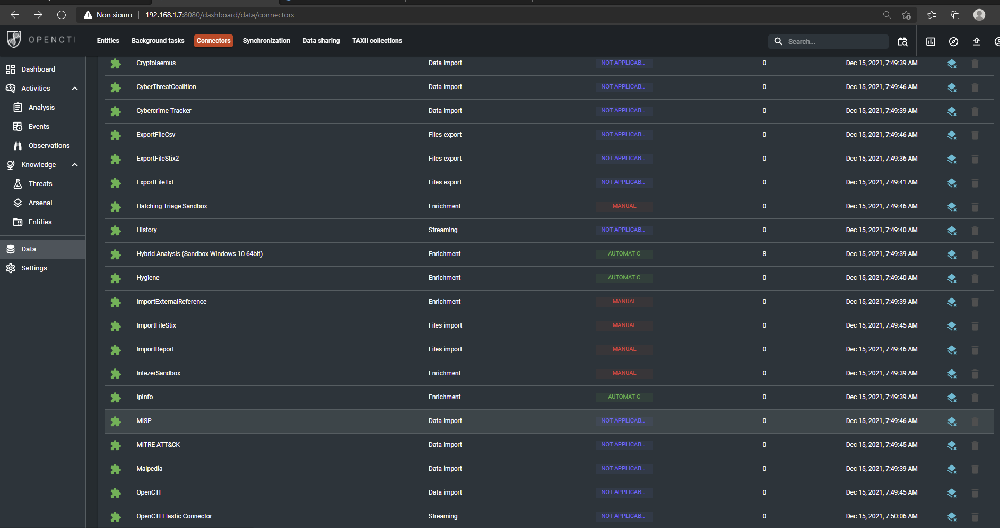 Non sicuro 192.168.1.7:8080/dashboard/data/connectors
OPENCTI Entities Background tasks Connectors Synchronization Data sharing TAXII collections Search...
Dashboard
Activities
Analysis
Events
Observations
Knowledge
Threats
Arsenal
Entities
Data
Settings
Cryptolaemus Data import NOT APPLICAB... 0 Dec 15, 2021, 7:49:39 AM
CyberThreatCoalition Data import NOT APPLICAB... 0 Dec 15, 2021, 7:49:46 AM
Cybercrime-Tracker Data import NOT APPLICAB... 0 Dec 15, 2021, 7:49:39 AM
ExportFileCsv Files export NOT APPLICAB... 0 Dec 15, 2021, 7:49:46 AM
ExportFileStix2 Files export NOT APPLICAB... 0 Dec 15, 2021, 7:49:36 AM
ExportFileTxt Files export NOT APPLICAB... 0 Dec 15, 2021, 7:49:41 AM
Hatching Triage Sandbox Enrichment MANUAL 0 Dec 15, 2021, 7:49:46 AM
History Streaming NOT APPLICAB... 0 Dec 15, 2021, 7:49:40 AM
Hybrid Analysis (Sandbox Windows 10 64bit) Enrichment AUTOMATIC 8 Dec 15, 2021, 7:49:39 AM
Hygiene Enrichment AUTOMATIC 0 Dec 15, 2021, 7:49:40 AM
ImportExternalReference Enrichment MANUAL 0 Dec 15, 2021, 7:49:39 AM
ImportFileStix Files import MANUAL 0 Dec 15, 2021, 7:49:45 AM
ImportReport Files import MANUAL 0 Dec 15, 2021, 7:49:46 AM
IntezerSandbox Enrichment MANUAL 0 Dec 15, 2021, 7:49:39 AM
IpInfo Enrichment AUTOMATIC 0 Dec 15, 2021, 7:49:39 AM
MISP Data import NOT APPLICAB... 0 Dec 15, 2021, 7:49:46 AM
MITRE ATT&CK Data import NOT APPLICAB... 0 Dec 15, 2021, 7:49:45 AM
Malpedia Data import NOT APPLICAB... 0 Dec 15, 2021, 7:49:39 AM
OpenCTI Data import NOT APPLICAB... 0 Dec 15, 2021, 7:49:45 AM
OpenCTI Elastic Connector Streaming NOT APPLICAB... 0 Dec 15, 2021, 7:50:06 AM